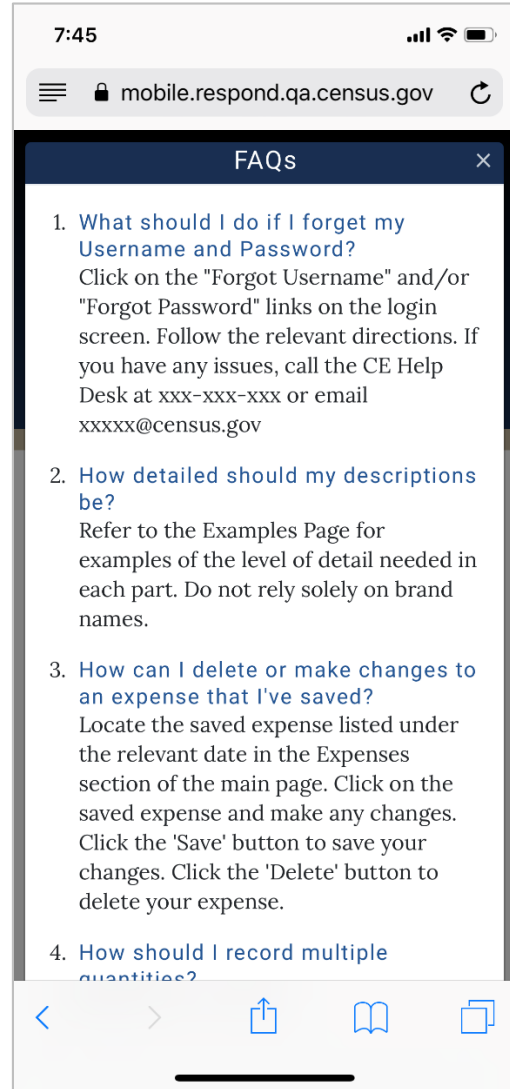 7:45
mobile.respond.qa.census.gov
FAQs ×
1. What should I do if I forget my
Username and Password?
Click on the "Forgot Username" and/or
"Forgot Password" links on the login
screen. Follow the relevant directions. If
you have any issues, call the CE Help
Desk at xxx-xxx-xxx or email
xxxxx@census.gov
2. How detailed should my descriptions
be?
Refer to the Examples Page for
examples of the level of detail needed in
each part. Do not rely solely on brand
names.
3. How can I delete or make changes to
an expense that I've saved?
Locate the saved expense listed under
the relevant date in the Expenses
section of the main page. Click on the
saved expense and make any changes.
Click the 'Save' button to save your
changes. Click the 'Delete' button to
delete your expense.
4. How should I record multiple
quantities?